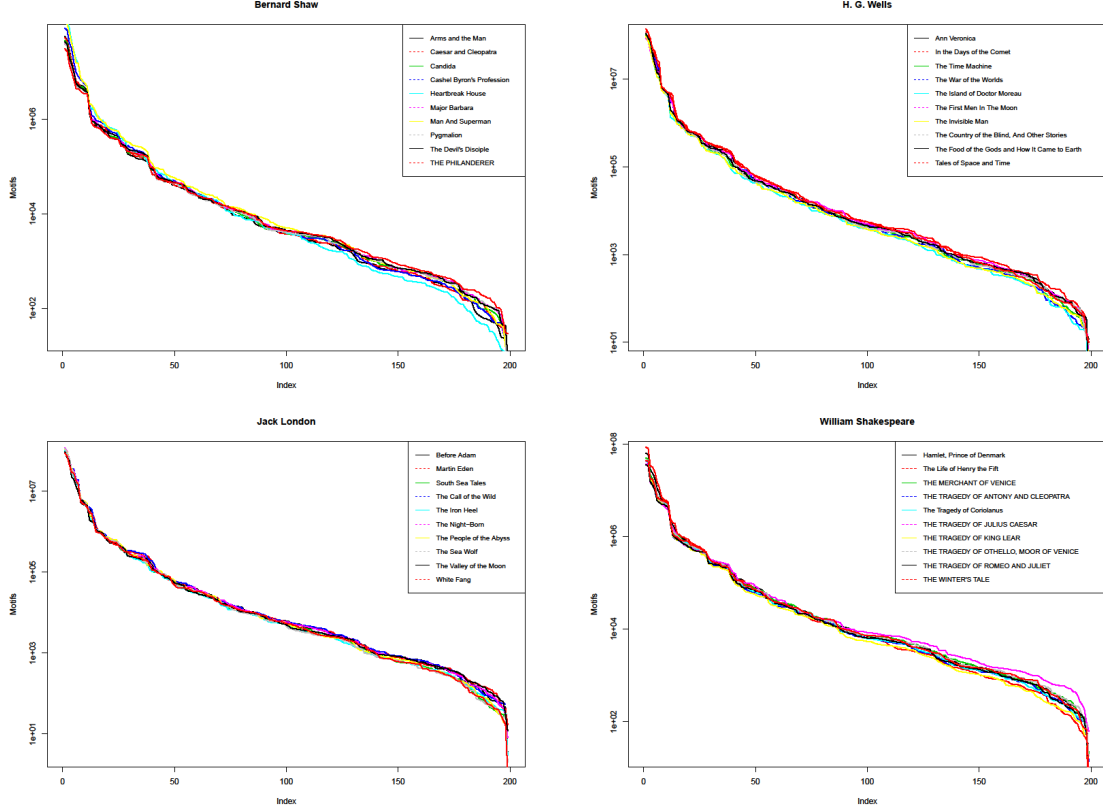 Bernard Shaw
Motifs
1e+06
1e+04
1e+02
0
50
100
150
200
Index
Arms and the Man
Caesar and Cleopatra
Candida
Cashel Byron's Profession
Heartbreak House
Major Barbara
Man And Superman
Pygmalion
The Devil's Disciple
THE PHILANDERER
H. G. Wells
Motifs
1e+07
1e+05
1e+03
1e+01
0
50
100
150
200
Index
Ann Veronica
In the Days of the Comet
The Time Machine
The War of the Worlds
The Island of Doctor Moreau
The First Men In The Moon
The Invisible Man
The Country of the Blind, And Other Stories
The Food of the Gods and How It Came to Earth
Tales of Space and Time
Jack London
Motifs
1e+07
1e+05
1e+03
1e+01
0
50
100
150
200
Index
Before Adam
Martin Eden
South Sea Tales
The Call of the Wild
The Iron Heel
The Night−Born
The People of the Abyss
The Sea Wolf
The Valley of the Moon
White Fang
William Shakespeare
Motifs
1e+08
1e+06
1e+04
1e+02
0
50
100
150
200
Index
Hamlet, Prince of Denmark
The Life of Henry the Fift
THE MERCHANT OF VENICE
THE TRAGEDY OF ANTONY AND CLEOPATRA
The Tragedy of Coriolanus
THE TRAGEDY OF JULIUS CAESAR
THE TRAGEDY OF KING LEAR
THE TRAGEDY OF OTHELLO, MOOR OF VENICE
THE TRAGEDY OF ROMEO AND JULIET
THE WINTER'S TALE